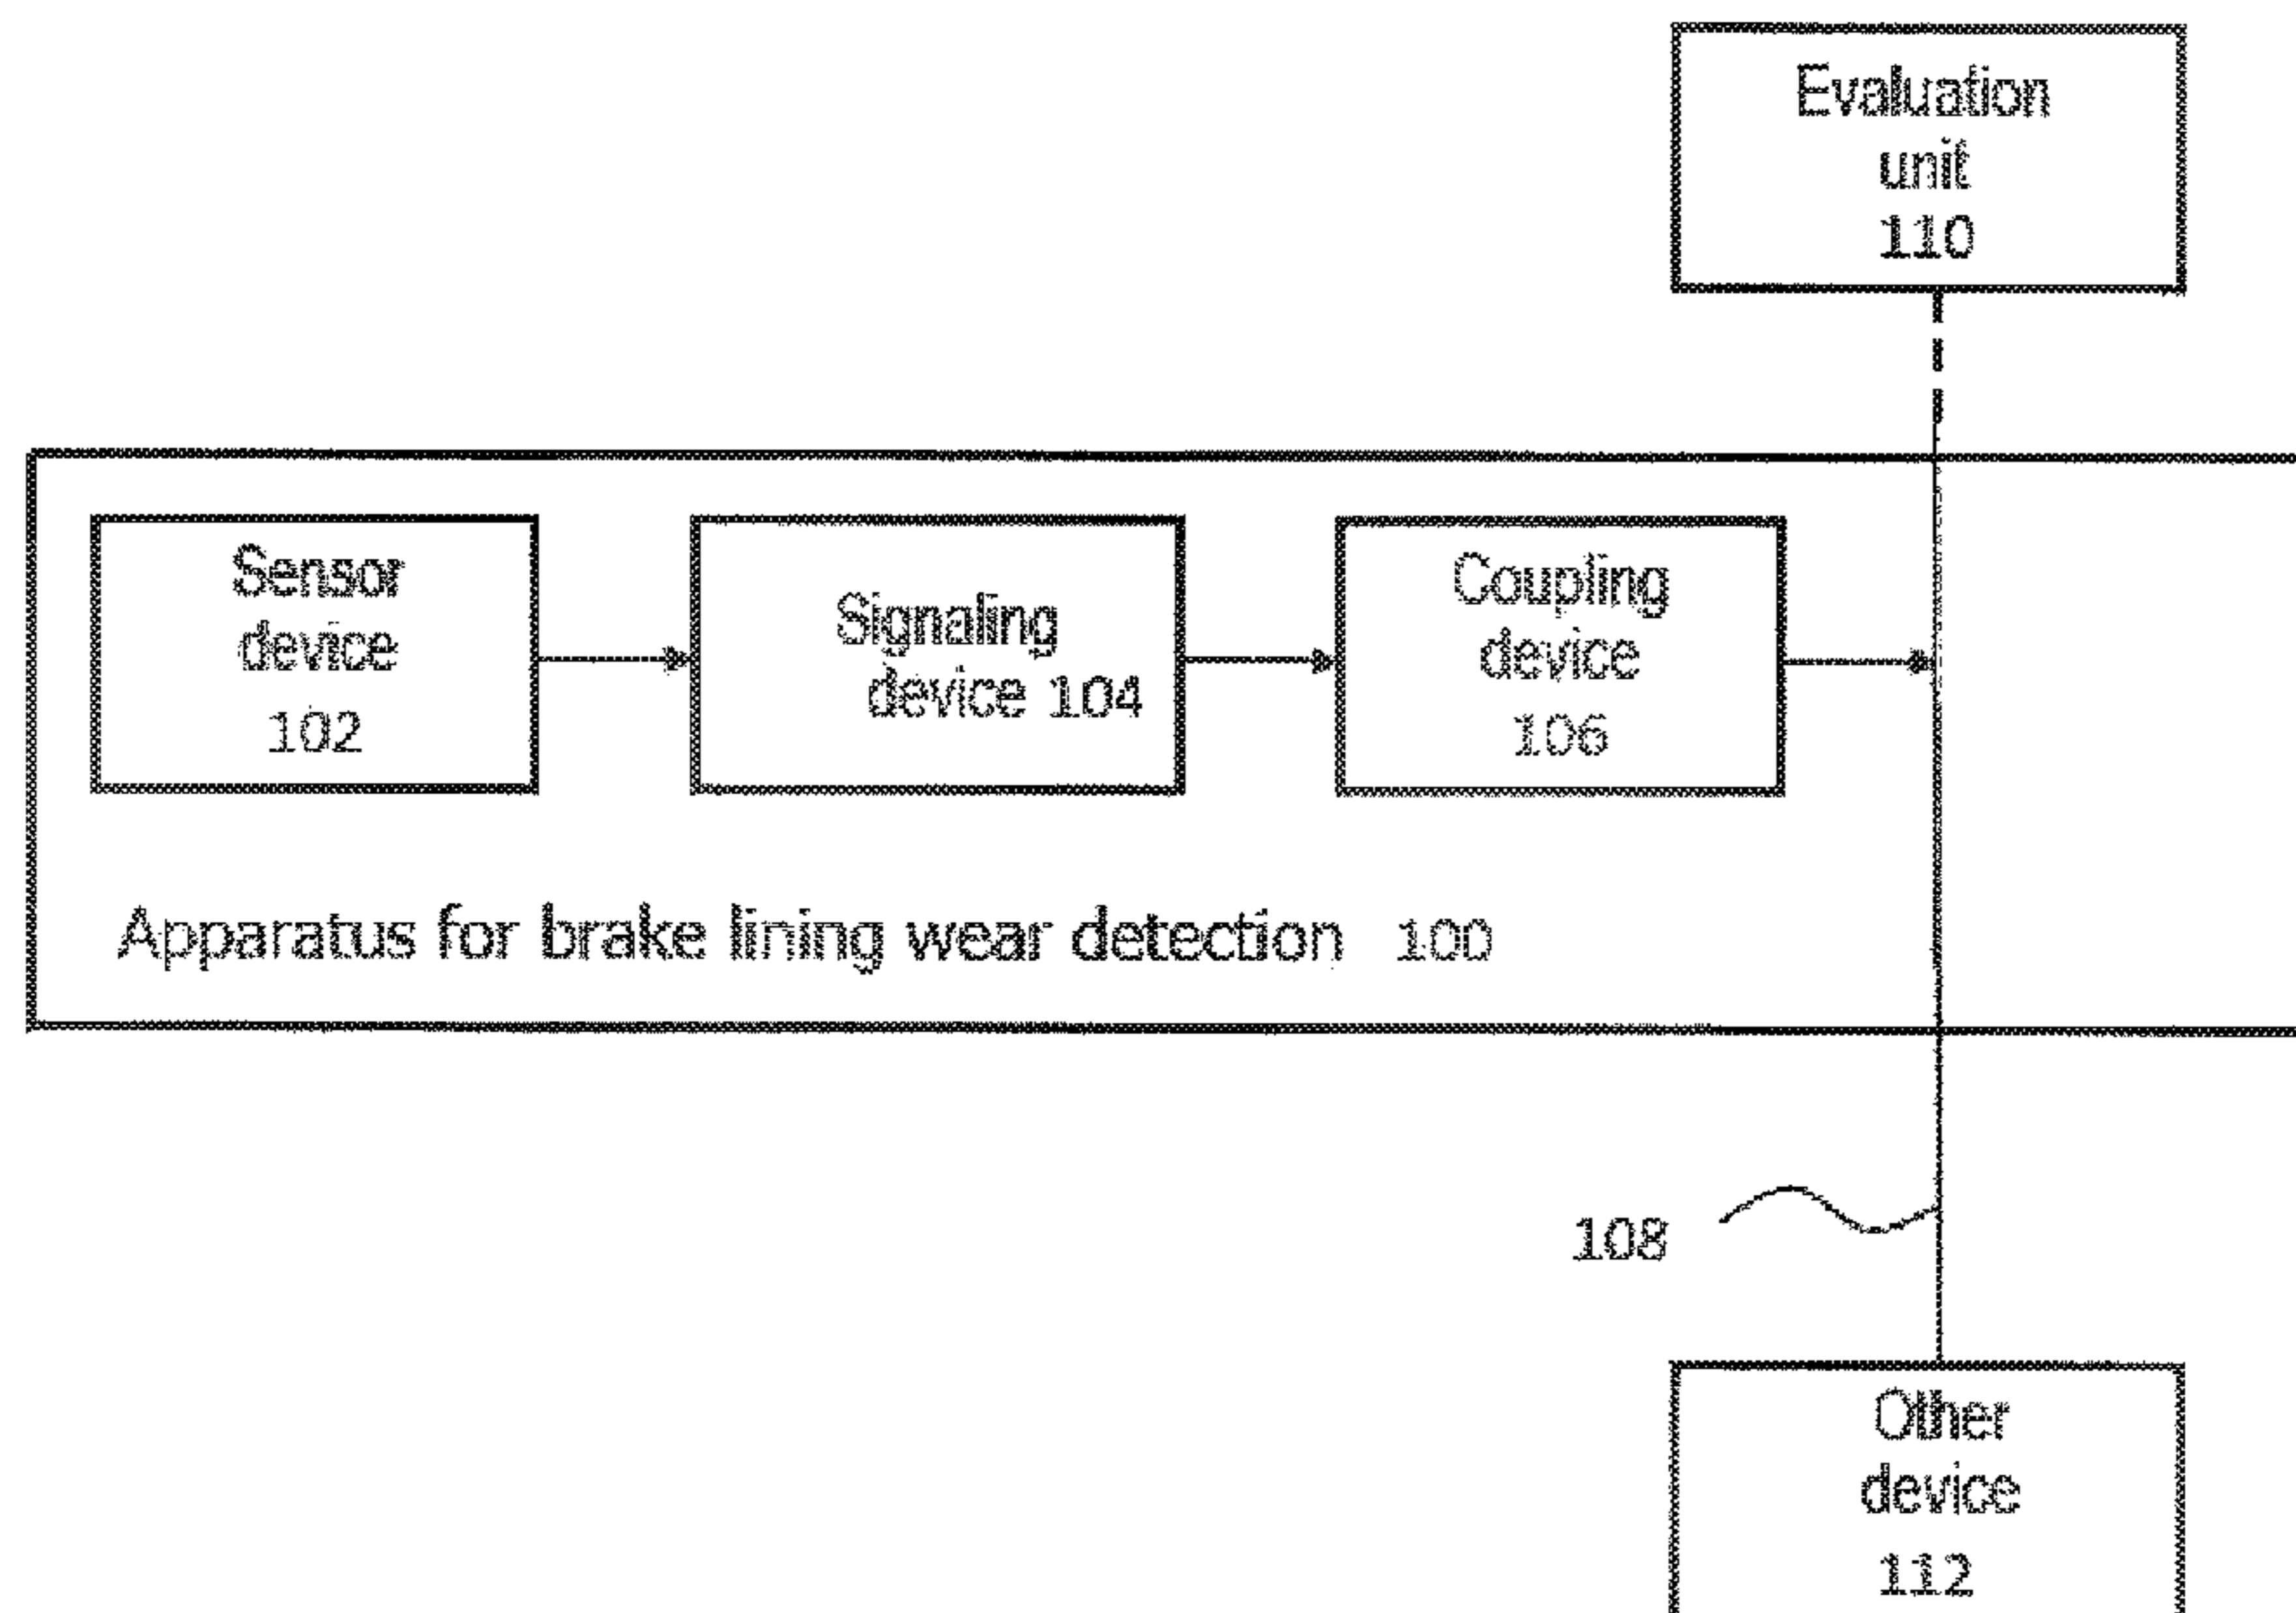 Evaluation
unit
110
Sensor
device
102
Signaling
device 104
Coupling
device
106
Apparatus for brake lining wear detection 100
108
Other
device
112